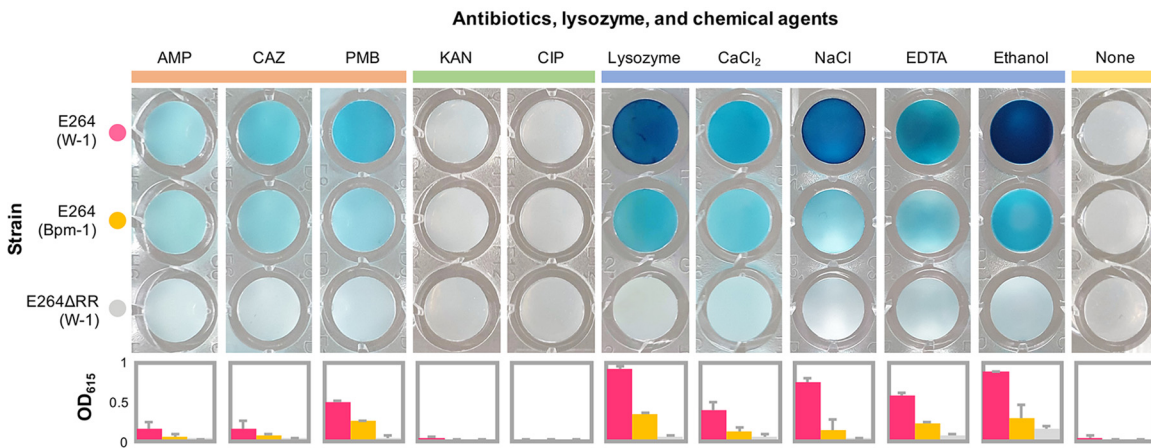 Antibiotics, lysozyme, and chemical agents
AMP CAZ PMB KAN CIP Lysozyme CaCl₂ NaCl EDTA Ethanol None
Strain
E264
(W-1)
E264
(Bpm-1)
E264ΔRR
(W-1)
OD₆₁₅
1
0.5
0